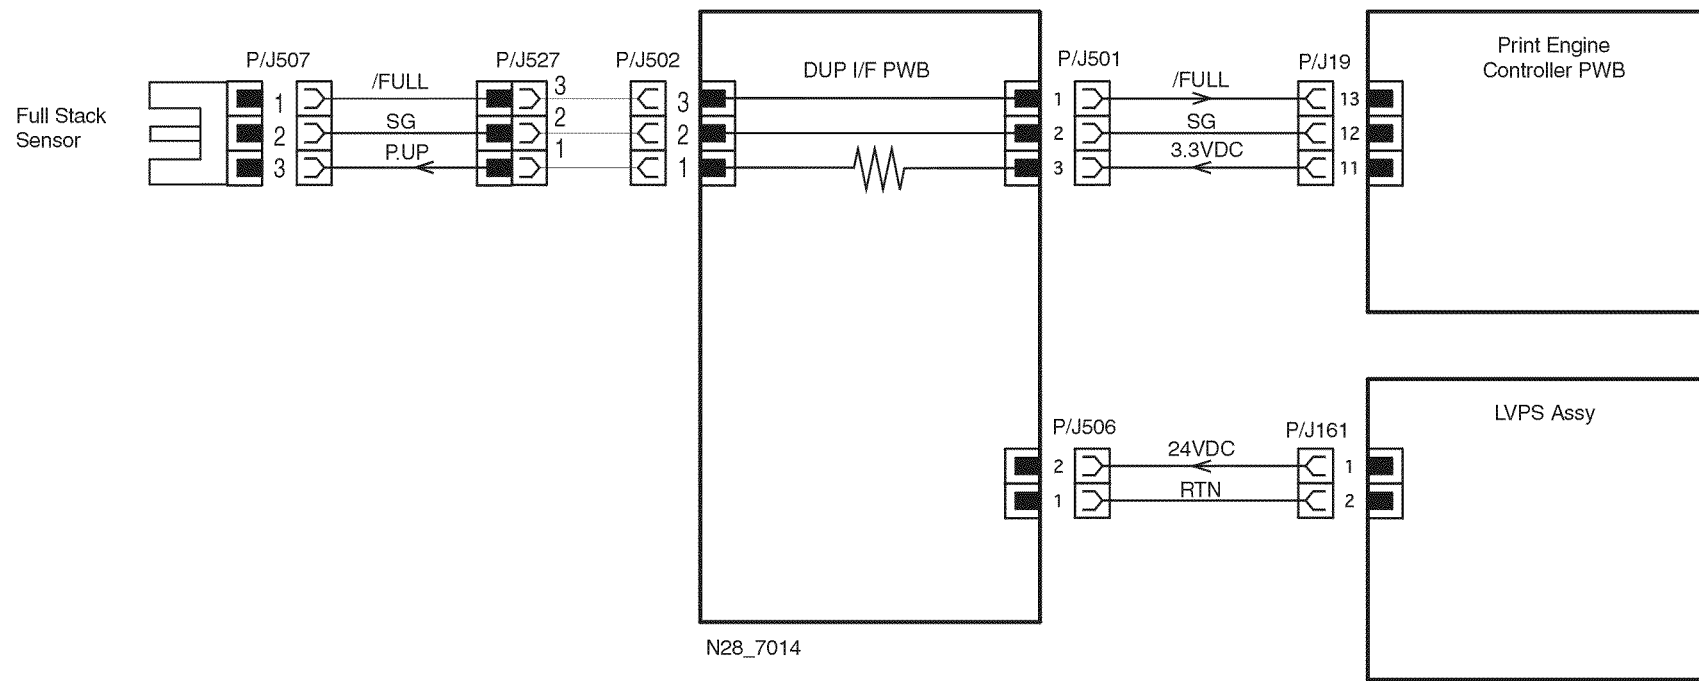 Print Engine
Controller PWB
P/J507
P/J527
P/J502
DUP I/F PWB
P/J501
P/J19
Full Stack
Sensor
1
/FULL
3
3
1
/FULL
13
2
SG
2
2
2
SG
12
3
P.UP
1
1
3
3.3VDC
11
LVPS Assy
P/J506
P/J161
2
24VDC
1
1
RTN
2
N28_7014